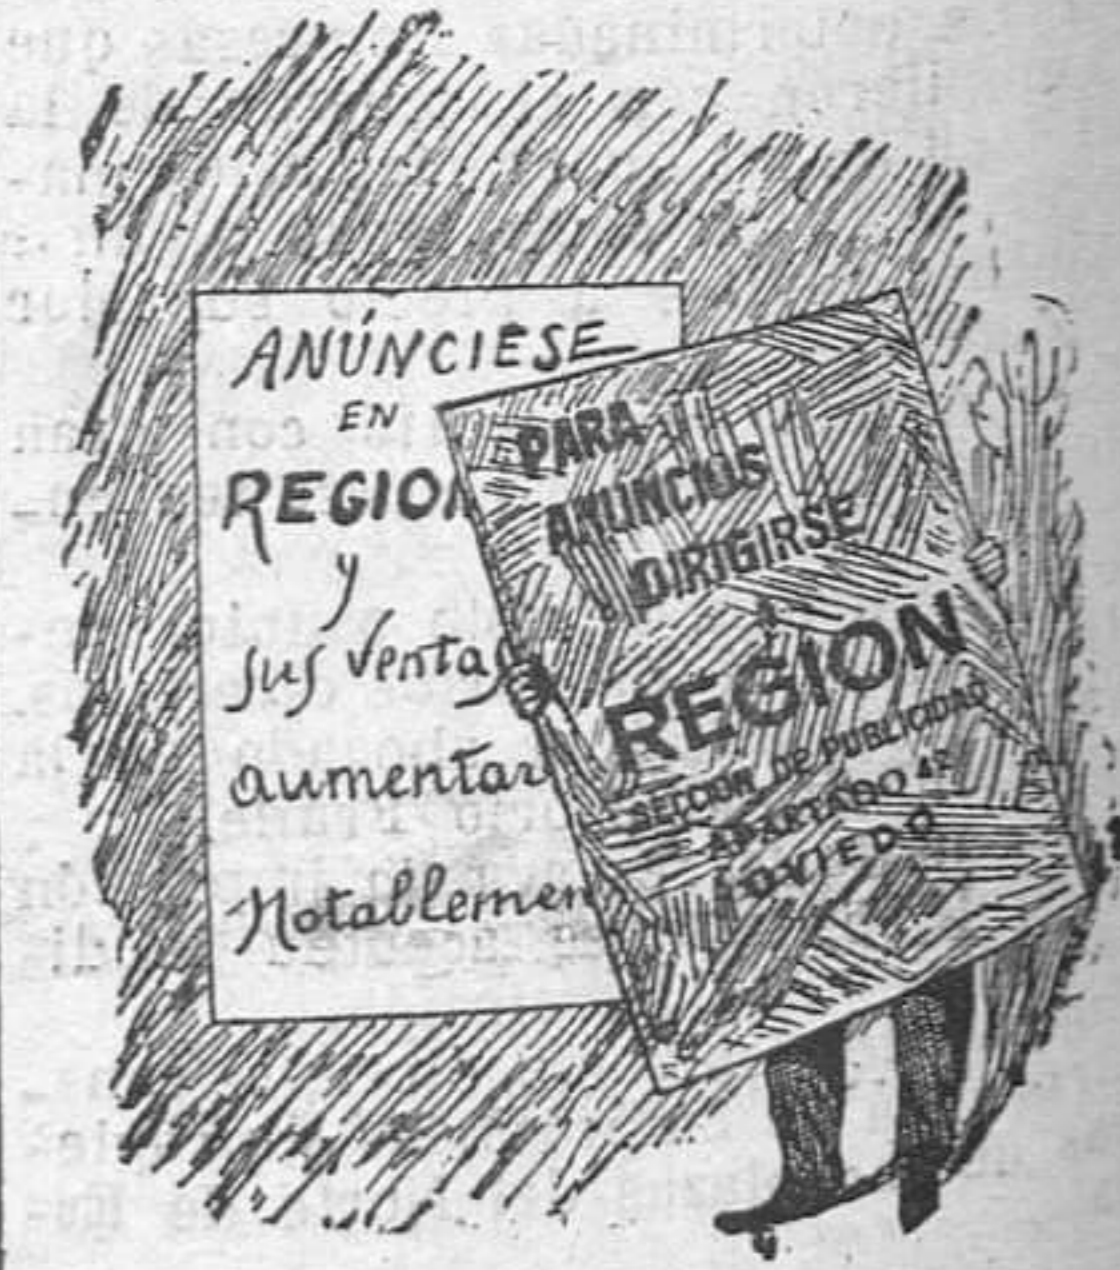 ANÚNCIESE
EN
REGION
y
sus ventas
aumentar
Notablemen
PARA
ANUNCIOS
DIRIGIRSE
Á
REGION
SECCION DE PUBLICIDAD
APARTADO 42
OVIEDO